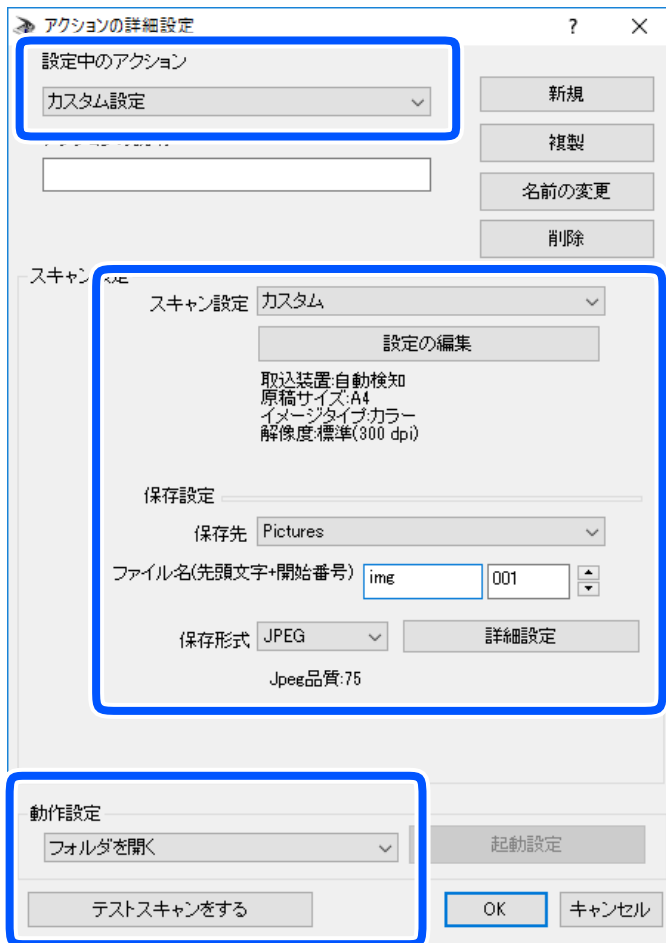 アクションの詳細設定
設定中のアクション
カスタム設定
新規
複製
名前の変更
削除
スキャン設定
スキャン設定 カスタム
設定の編集
取込装置:自動検知
原稿サイズ:A4
イメージタイプ:カラー
解像度:標準(300 dpi)
保存設定
保存先 Pictures
ファイル名(先頭文字+開始番号) img 001
保存形式 JPEG 詳細設定
Jpeg品質:75
動作設定
フォルダを開く 起動設定
テストスキャンをする OK キャンセル